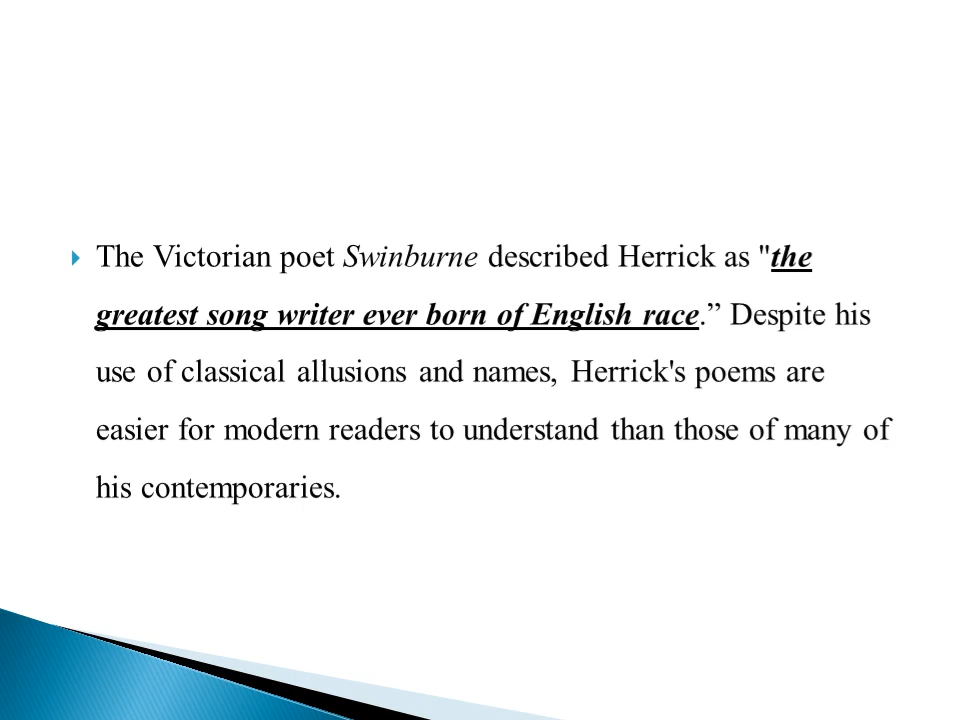 The Victorian poet Swinburne described Herrick as "the
greatest song writer ever born of English race.” Despite his
use of classical allusions and names, Herrick's poems are
easier for modern readers to understand than those of many of
his contemporaries.